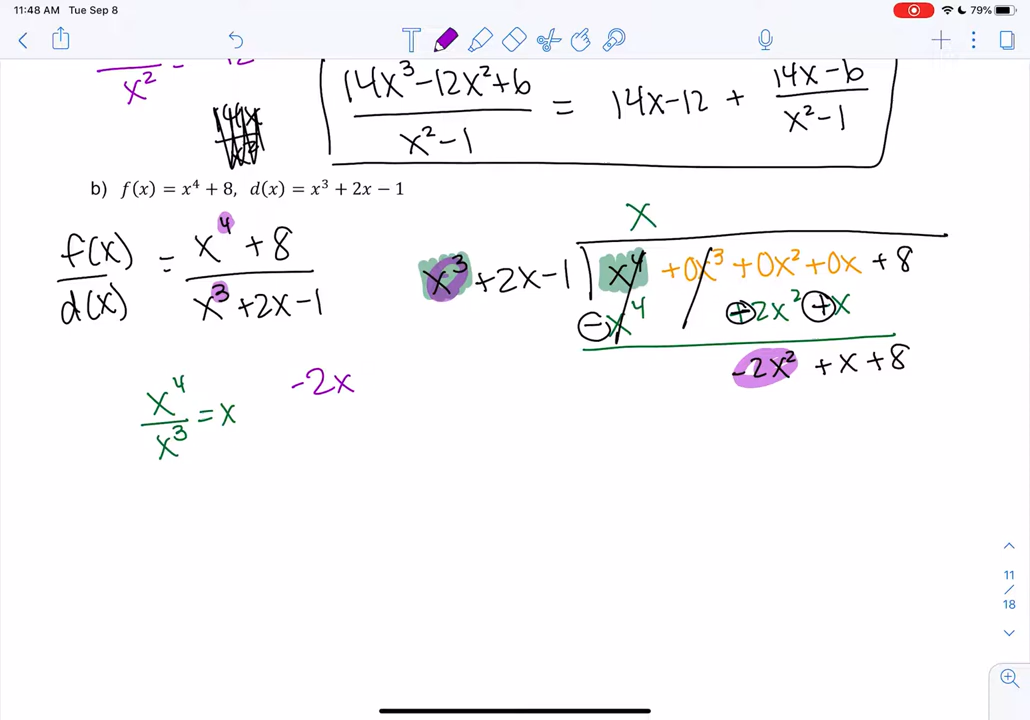 11:48 AM Tue Sep 8
79%
x²
14x³-12x²+6
x²-1
= 14x-12 +
14x-6
x²-1
b) f(x) = x⁴ + 8, d(x) = x³ + 2x − 1
f(x)
d(x)
=
x⁴+8
x³+2x-1
x
x³+2x-1 x⁴ +0x³ +0x² +0x +8
-x⁴ +2x² +x
-2x² +x +8
x⁴
x³
=x
-2x
11
/
18